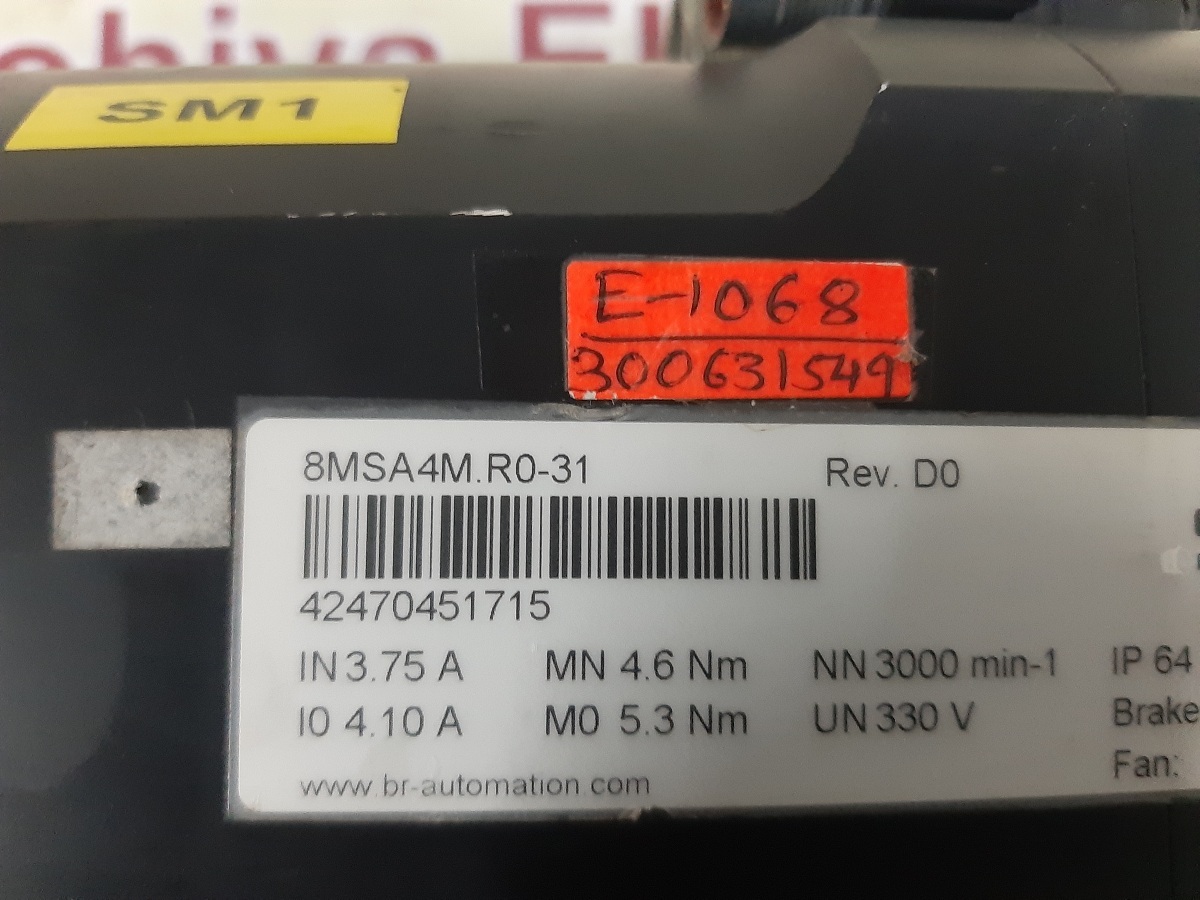 SM1
E-1068
300631549
8MSA4M.R0-31 Rev. D0
42470451715
IN 3.75 A MN 4.6 Nm NN 3000 min-1 IP 64
I0 4.10 A M0 5.3 Nm UN 330 V Brake
Fan:
www.br-automation.com